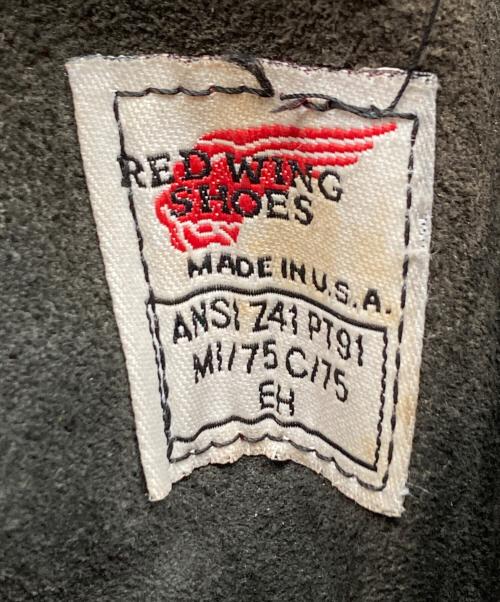 RED WING
SHOES
MADE IN U.S.A.
ANSI Z41 PT91
MI/75 C/75
EH